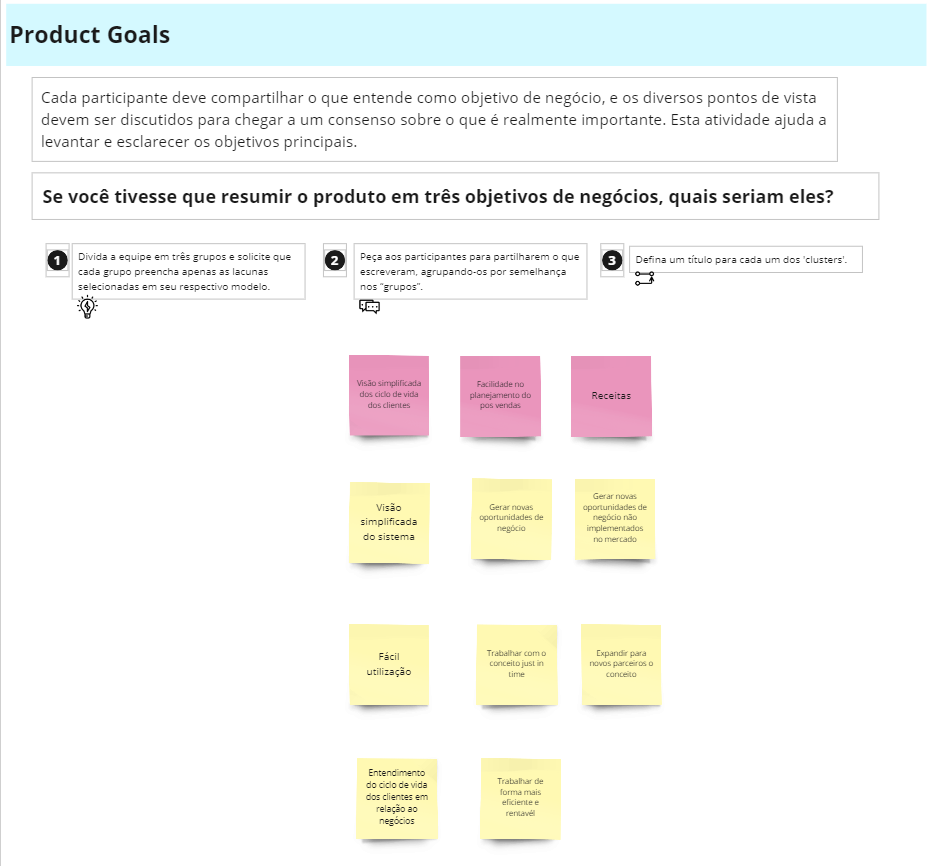 Product Goals
Cada participante deve compartilhar o que entende como objetivo de negócio, e os diversos pontos de vista
devem ser discutidos para chegar a um consenso sobre o que é realmente importante. Esta atividade ajuda a
levantar e esclarecer os objetivos principais.
Se você tivesse que resumir o produto em três objetivos de negócios, quais seriam eles?
1
Divida a equipe em três grupos e solicite que
cada grupo preencha apenas as lacunas
selecionadas em seu respectivo modelo.
2
Peça aos participantes para partilharem o que
escreveram, agrupando-os por semelhança
nos "grupos".
3
Defina um título para cada um dos 'clusters'.
Visão simplificada
dos ciclo de vida
dos clientes
Facilidade no
planejamento do
pos vendas
Receitas
Visão
simplificada
do sistema
Gerar novas
oportunidades de
negócio
Gerar novas
oportunidades de
negócio não
implementados
no mercado
Fácil
utilização
Trabalhar com o
conceito just in
time
Expandir para
novos parceiros o
conceito
Entendimento
do ciclo de vida
dos clientes em
relação ao
negócios
Trabalhar de
forma mais
eficiente e
rentavél